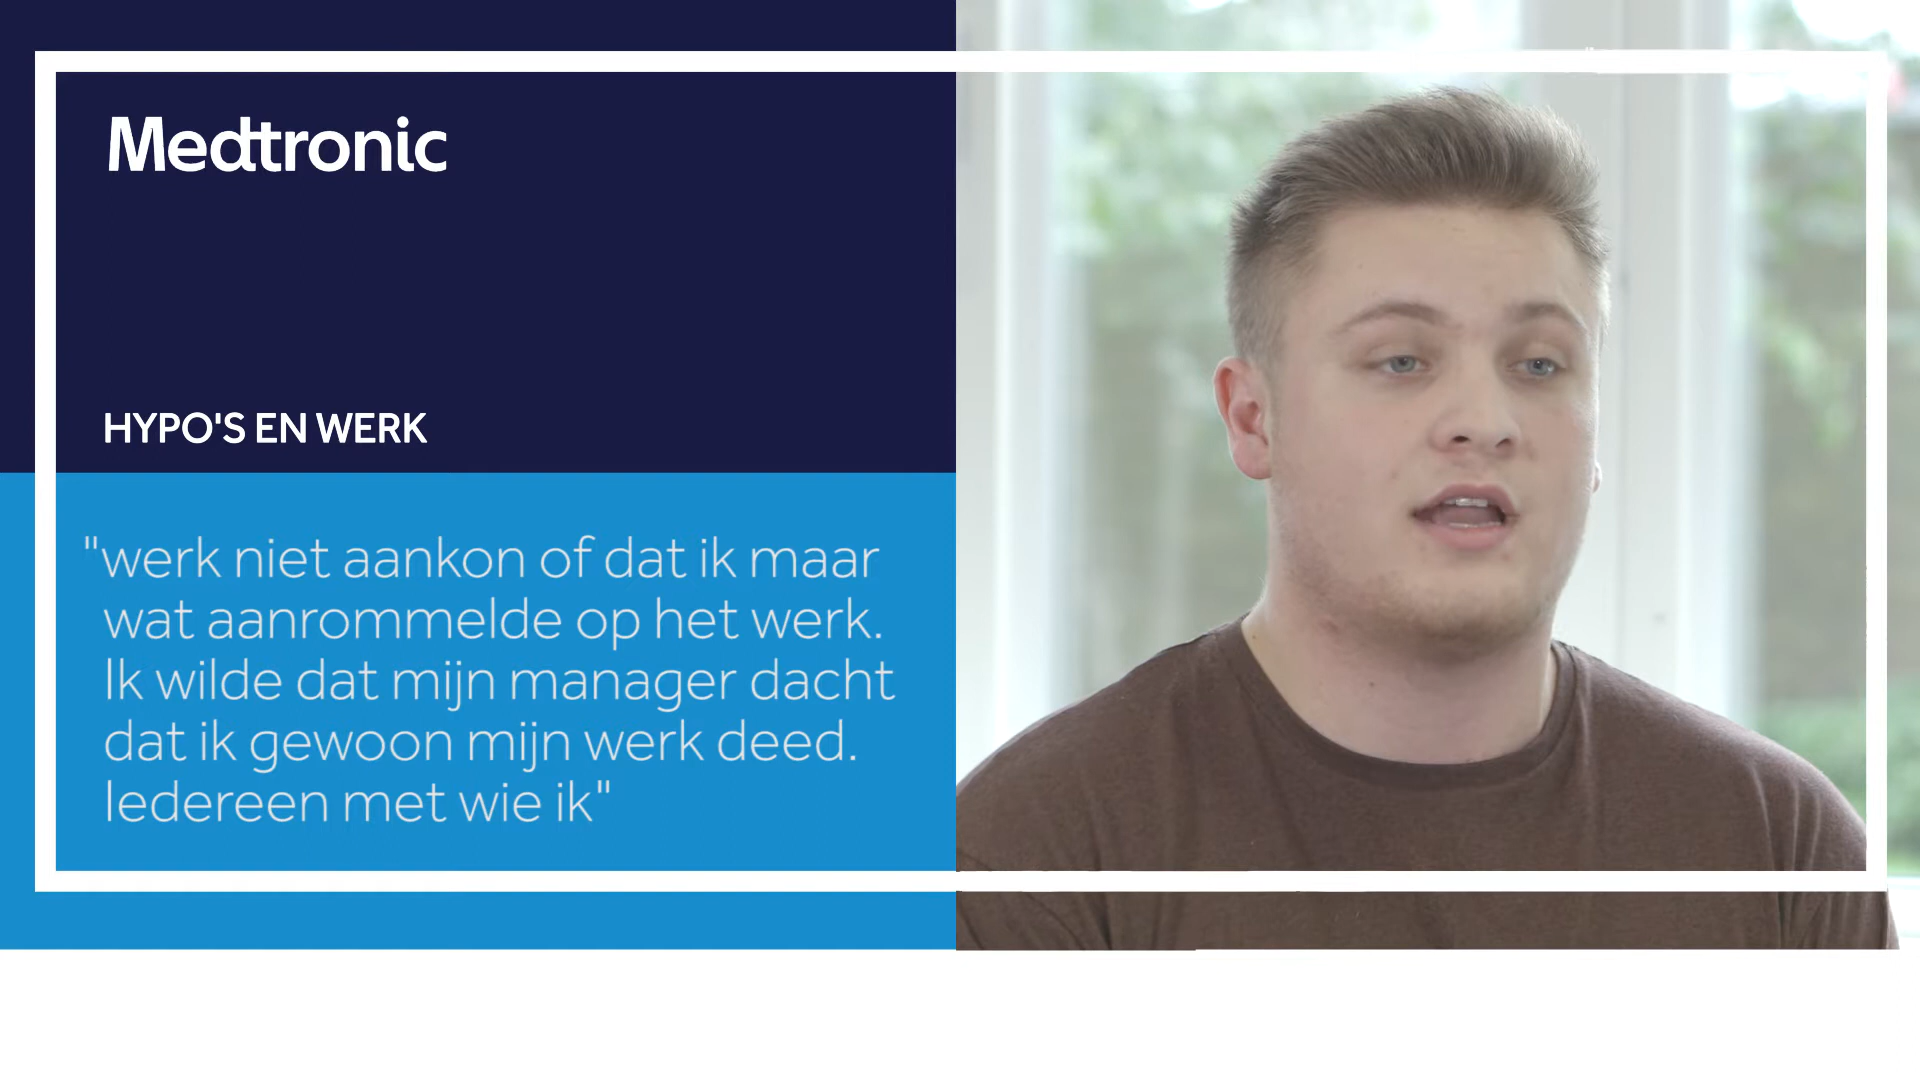 Medtronic
HYPO'S EN WERK
"werk niet aankon of dat ik maar
wat aanrommelde op het werk.
Ik wilde dat mijn manager dacht
dat ik gewoon mijn werk deed.
Iedereen met wie ik"